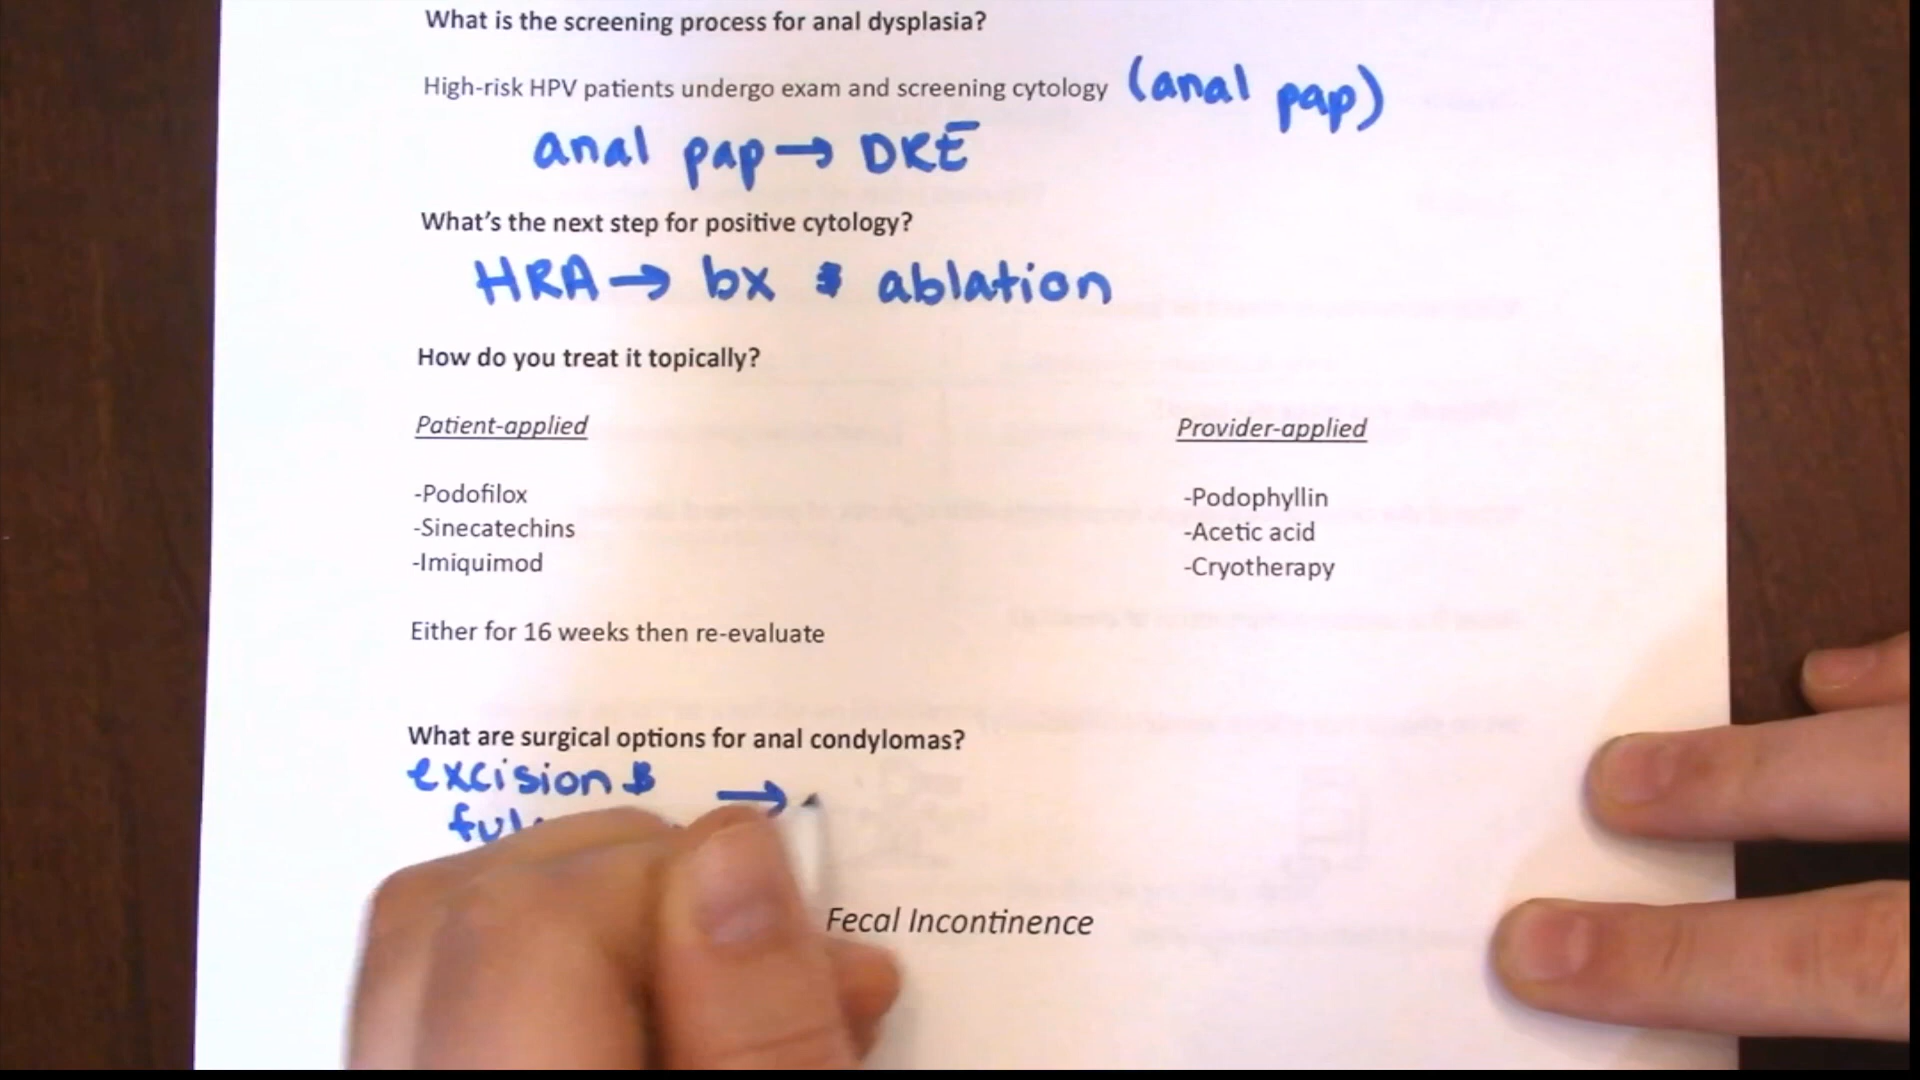 What is the screening process for anal dysplasia?
High-risk HPV patients undergo exam and screening cytology (anal pap)
anal pap → DRE
What's the next step for positive cytology?
HRA → bx & ablation
How do you treat it topically?
Patient-applied
Provider-applied
-Podofilox
-Sinecatechins
-Imiquimod
-Podophyllin
-Acetic acid
-Cryotherapy
Either for 16 weeks then re-evaluate
What are surgical options for anal condylomas?
excision & →
Fecal Incontinence